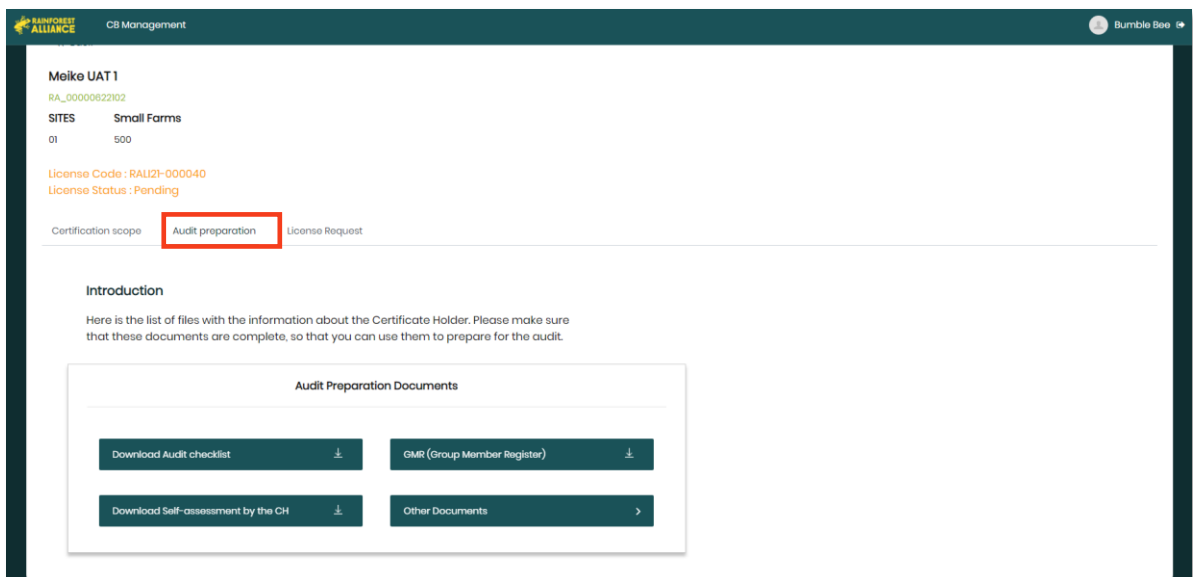 RAINFOREST
ALLIANCE
CB Management
Bumble Bee
Meike UAT 1
RA_00000622102
SITES Small Farms
01 500
License Code : RALI21-000040
License Status : Pending
Certification scope Audit preparation License Request
Introduction
Here is the list of files with the information about the Certificate Holder. Please make sure
that these documents are complete, so that you can use them to prepare for the audit.
Audit Preparation Documents
Download Audit checklist GMR (Group Member Register)
Download Self-assessment by the CH Other Documents